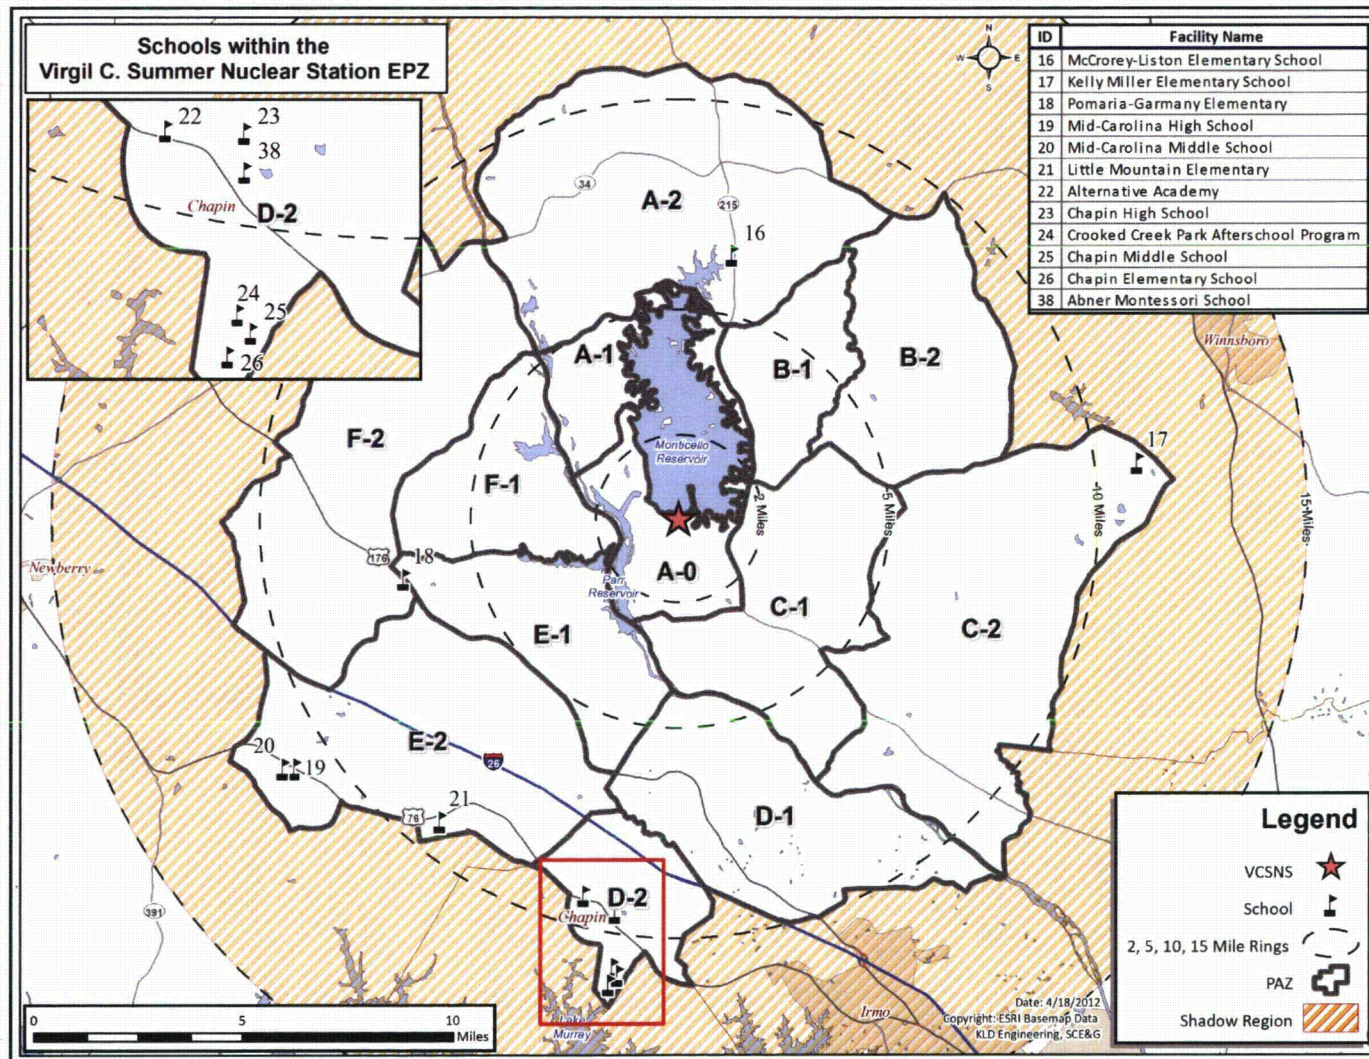 Schools within the
Virgil C. Summer Nuclear Station EPZ
22
23
38
Chapin
D-2
24
25
26
N
W
E
S
ID Facility Name
16 McCrorey-Liston Elementary School
17 Kelly Miller Elementary School
18 Pomaria-Garmany Elementary
19 Mid-Carolina High School
20 Mid-Carolina Middle School
21 Little Mountain Elementary
22 Alternative Academy
23 Chapin High School
24 Crooked Creek Park Afterschool Program
25 Chapin Middle School
26 Chapin Elementary School
38 Abner Montessori School
34
A-2
215
16
A-1
B-1
B-2
Winnsboro
F-2
Monticello
Reservoir
17
F-1
2 Miles
5 Miles
10 Miles
15 Miles
176
18
Newberry
A-0
Parr
Reservoir
C-1
E-1
C-2
E-2
26
20
19
21
76
D-1
D-2
Chapin
391
Irmo
Lake
Murray
0
5
10
Miles
Date: 4/18/2012
Copyright: ESRI Basemap Data
KLD Engineering, SCE&G
Legend
VCSNS
School
2, 5, 10, 15 Mile Rings
PAZ
Shadow Region